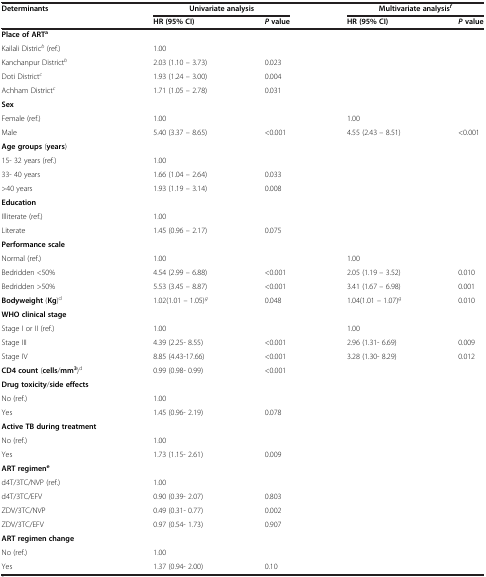 Determinants Univariate analysis Multivariate analysis^f
HR (95% CI) P value HR (95% CI) P value
Place of ART^a
Kailali Distric^b (ref.) 1.00
Kanchanpur District^b 2.03 (1.10 – 3.73) 0.023
Doti District^c 1.93 (1.24 – 3.00) 0.004
Achham District^c 1.71 (1.05 – 2.78) 0.031
Sex
Female (ref.) 1.00 1.00
Male 5.40 (3.37 – 8.65) <0.001 4.55 (2.43 – 8.51) <0.001
Age groups (years)
15- 32 years (ref.) 1.00
33- 40 years 1.66 (1.04 – 2.64) 0.033
>40 years 1.93 (1.19 – 3.14) 0.008
Education
Illiterate (ref.) 1.00
Literate 1.45 (0.96 – 2.17) 0.075
Performance scale
Normal (ref.) 1.00 1.00
Bedridden <50% 4.54 (2.99 – 6.88) <0.001 2.05 (1.19 – 3.52) 0.010
Bedridden >50% 5.53 (3.45 – 8.87) <0.001 3.41 (1.67 – 6.98) 0.001
Bodyweight (Kg)^d 1.02(1.01 – 1.05)^g 0.048 1.04(1.01 – 1.07)^g 0.010
WHO clinical stage
Stage I or II (ref.) 1.00 1.00
Stage III 4.39 (2.25- 8.55) <0.001 2.96 (1.31- 6.69) 0.009
Stage IV 8.85 (4.43-17.66) <0.001 3.28 (1.30- 8.29) 0.012
CD4 count (cells/mm³)^d 0.99 (0.98- 0.99) <0.001
Drug toxicity/side effects
No (ref.) 1.00
Yes 1.45 (0.96- 2.19) 0.078
Active TB during treatment
No (ref.) 1.00
Yes 1.73 (1.15- 2.61) 0.009
ART regimen^e
d4T/3TC/NVP (ref.) 1.00
d4T/3TC/EFV 0.90 (0.39- 2.07) 0.803
ZDV/3TC/NVP 0.49 (0.31- 0.77) 0.002
ZDV/3TC/EFV 0.97 (0.54- 1.73) 0.907
ART regimen change
No (ref.) 1.00
Yes 1.37 (0.94- 2.00) 0.10